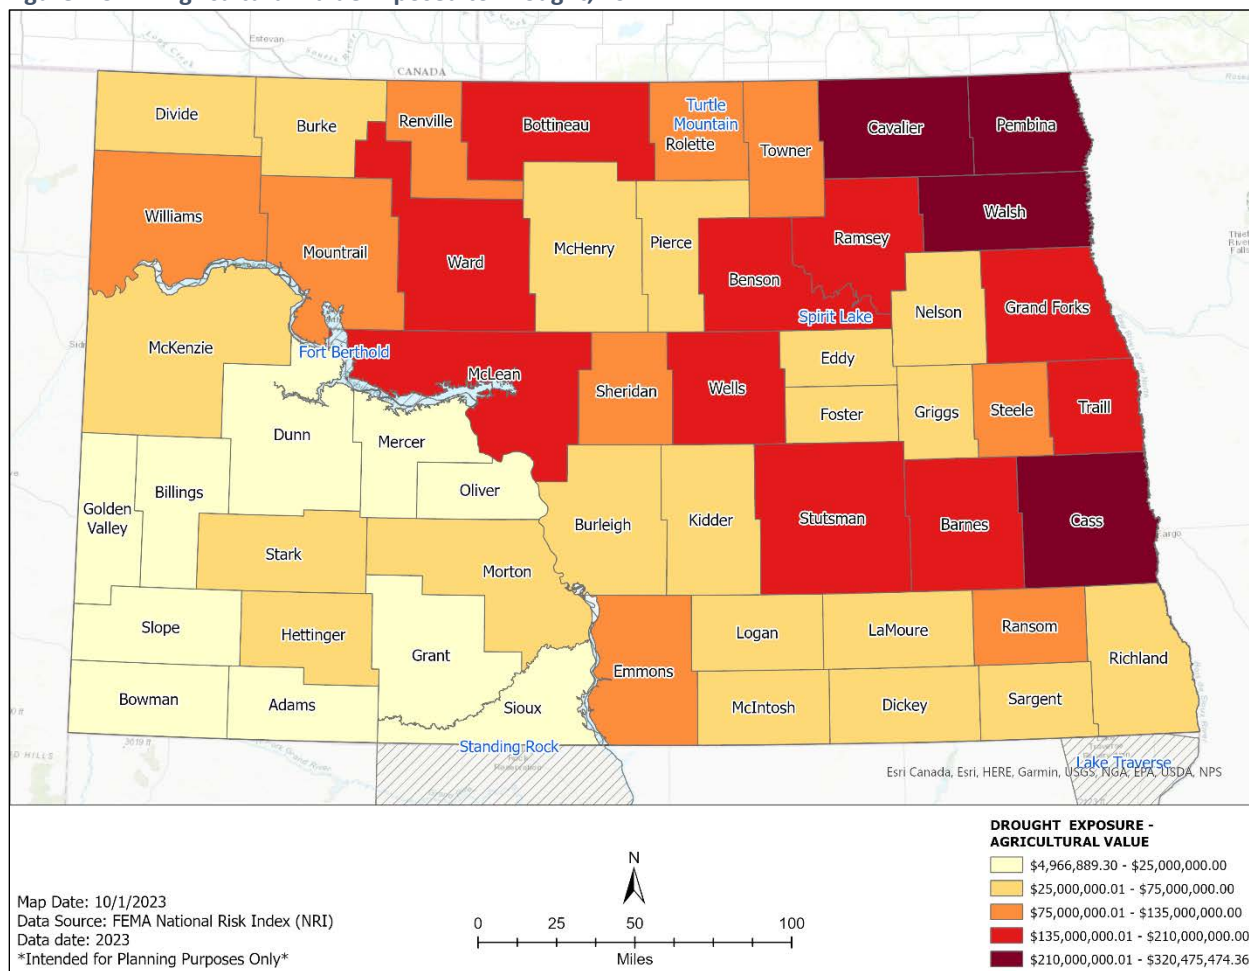 Estevan
CANADA
Divide
Burke
Renville
Bottineau
Turtle
Mountain
Rolette
Towner
Cavalier
Pembina
Walsh
Williams
Mountrail
Ward
McHenry
Pierce
Benson
Ramsey
Spirit Lake
Nelson
Grand Forks
Thief
River
Falls
McKenzie
Fort Berthold
McLean
Sheridan
Wells
Eddy
Foster
Griggs
Steele
Traill
Dunn
Mercer
Oliver
Golden
Valley
Billings
Stark
Morton
Burleigh
Kidder
Stutsman
Barnes
Cass
Slope
Hettinger
Grant
Emmons
Logan
LaMoure
Ransom
Richland
Bowman
Adams
Sioux
McIntosh
Dickey
Sargent
Standing Rock
Lake Traverse
Esri Canada, Esri, HERE, Garmin, USGS, NGA, EPA, USDA, NPS
DROUGHT EXPOSURE -
AGRICULTURAL VALUE
$4,966,889.30 - $25,000,000.00
$25,000,000.01 - $75,000,000.00
$75,000,000.01 - $135,000,000.00
$135,000,000.01 - $210,000,000.00
$210,000,000.01 - $320,475,474.36
N
0 25 50 100
Miles
Map Date: 10/1/2023
Data Source: FEMA National Risk Index (NRI)
Data date: 2023
*Intended for Planning Purposes Only*